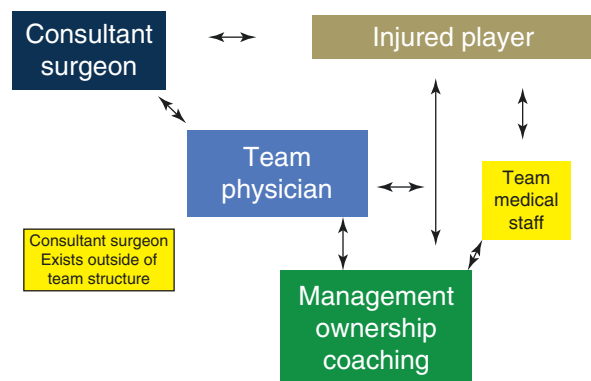 Consultant
surgeon
Injured player
Team
physician
Team
medical
staff
Consultant surgeon
Exists outside of
team structure
Management
ownership
coaching